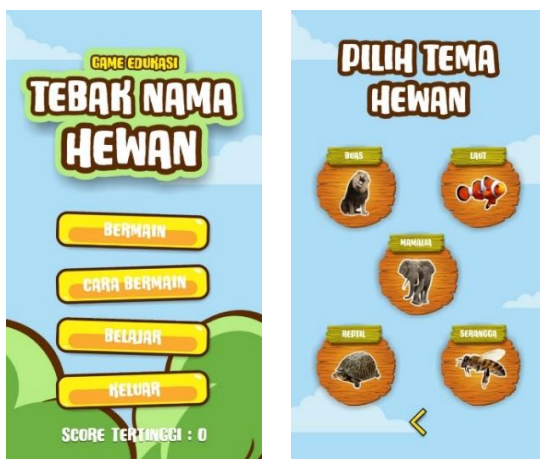 GAME EDUKASI
TEBAK NAMA
HEWAN
BERMAIN
CARA BERMAIN
BELAJAR
KELUAR
SCORE TERTINGGI : 0
PILIH TEMA
HEWAN
BUAS
LAUT
MAMALIA
REPTIL
SERANGGA